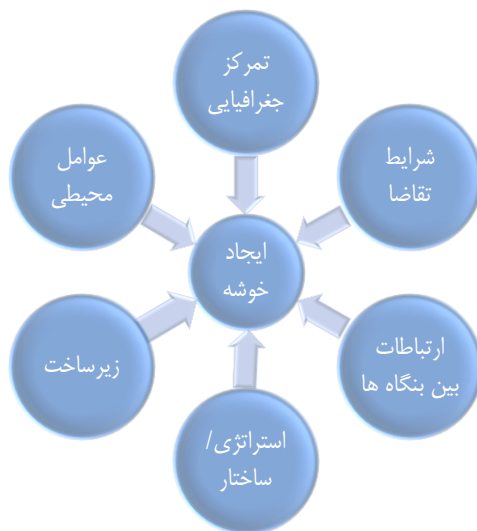 تمرکز
جغرافیایی
شرایط
تقاضا
ارتباطات
بین بنگاه ها
استراتژی/
ساختار
زیرساخت
عوامل
محیطی
ایجاد
خوشه